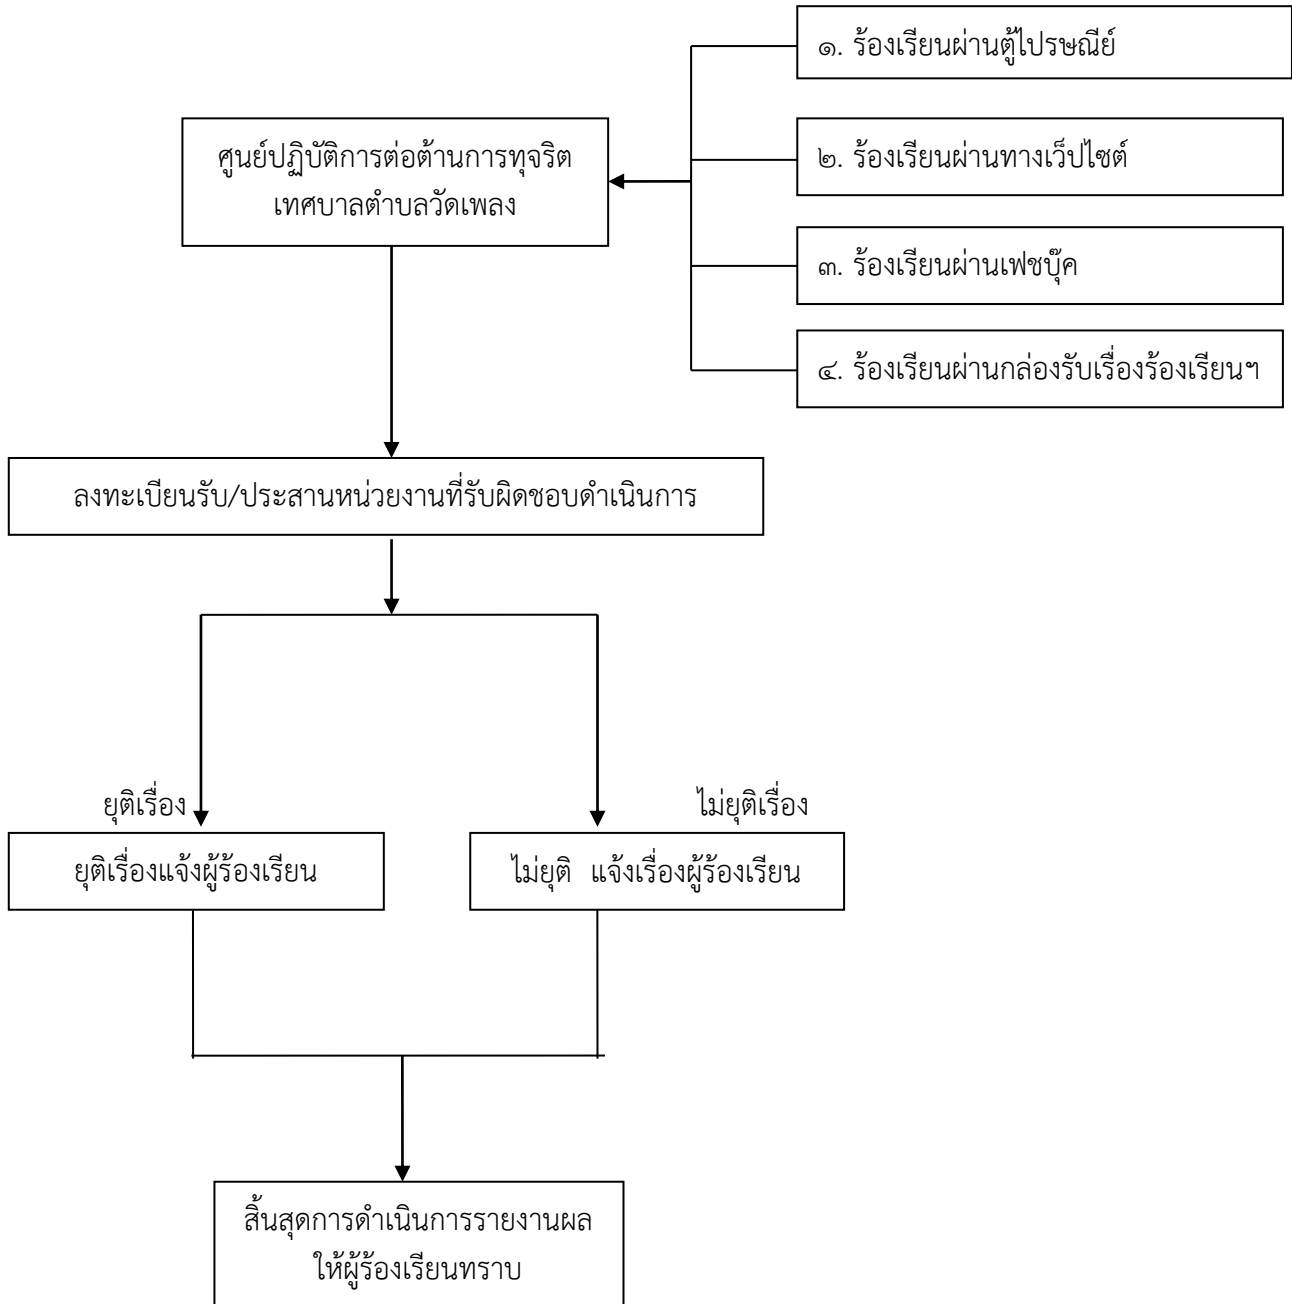 ๑. ร้องเรียนผ่านตู้ไปรษณีย์
ศูนย์ปฏิบัติการต่อต้านการทุจริต
เทศบาลตำบลวัดเพลง
๒. ร้องเรียนผ่านทางเว็ปไซต์
๓. ร้องเรียนผ่านเฟชบุ๊ค
๔. ร้องเรียนผ่านกล่องรับเรื่องร้องเรียนฯ
ลงทะเบียนรับ/ประสานหน่วยงานที่รับผิดชอบดำเนินการ
ยุติเรื่อง
ไม่ยุติเรื่อง
ยุติเรื่องแจ้งผู้ร้องเรียน
ไม่ยุติ แจ้งเรื่องผู้ร้องเรียน
สิ้นสุดการดำเนินการรายงานผล
ให้ผู้ร้องเรียนทราบ